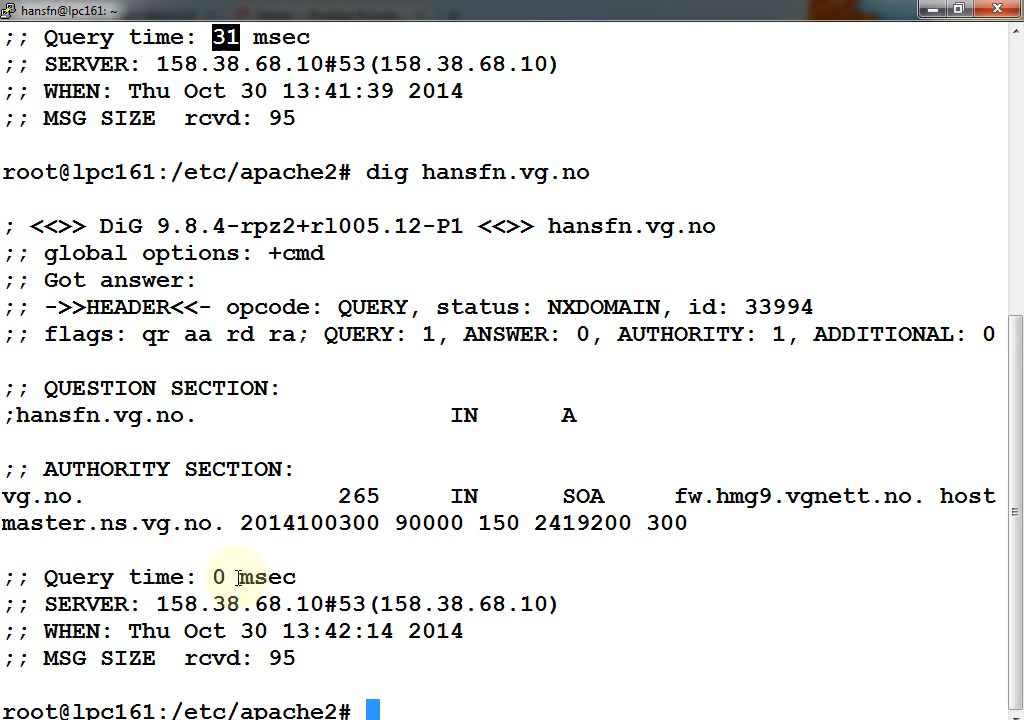 hansfn@lpc161: ~
;; Query time: 31 msec
;; SERVER: 158.38.68.10#53(158.38.68.10)
;; WHEN: Thu Oct 30 13:41:39 2014
;; MSG SIZE  rcvd: 95
root@lpc161:/etc/apache2# dig hansfn.vg.no
; <<>> DiG 9.8.4-rpz2+rl005.12-P1 <<>> hansfn.vg.no
;; global options: +cmd
;; Got answer:
;; ->>HEADER<<- opcode: QUERY, status: NXDOMAIN, id: 33994
;; flags: qr aa rd ra; QUERY: 1, ANSWER: 0, AUTHORITY: 1, ADDITIONAL: 0
;; QUESTION SECTION:
;hansfn.vg.no.                  IN      A
;; AUTHORITY SECTION:
vg.no.                  265     IN      SOA     fw.hmg9.vgnett.no. host
master.ns.vg.no. 2014100300 90000 150 2419200 300
;; Query time: 0 msec
;; SERVER: 158.38.68.10#53(158.38.68.10)
;; WHEN: Thu Oct 30 13:42:14 2014
;; MSG SIZE  rcvd: 95
root@lpc161:/etc/apache2#